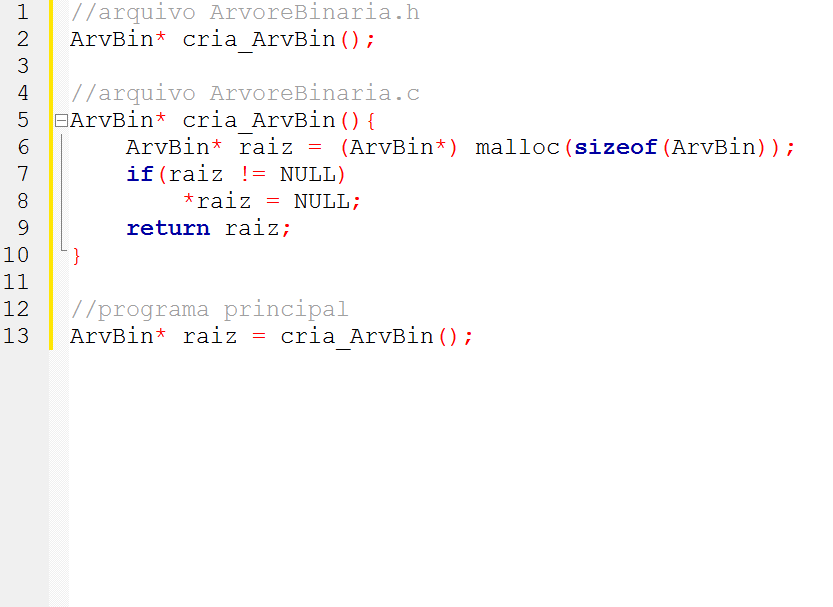 1 //arquivo ArvoreBinaria.h
2 ArvBin* cria_ArvBin();
3
4 //arquivo ArvoreBinaria.c
5 ArvBin* cria_ArvBin(){
6     ArvBin* raiz = (ArvBin*) malloc(sizeof(ArvBin));
7     if(raiz != NULL)
8         *raiz = NULL;
9     return raiz;
10 }
11
12 //programa principal
13 ArvBin* raiz = cria_ArvBin();